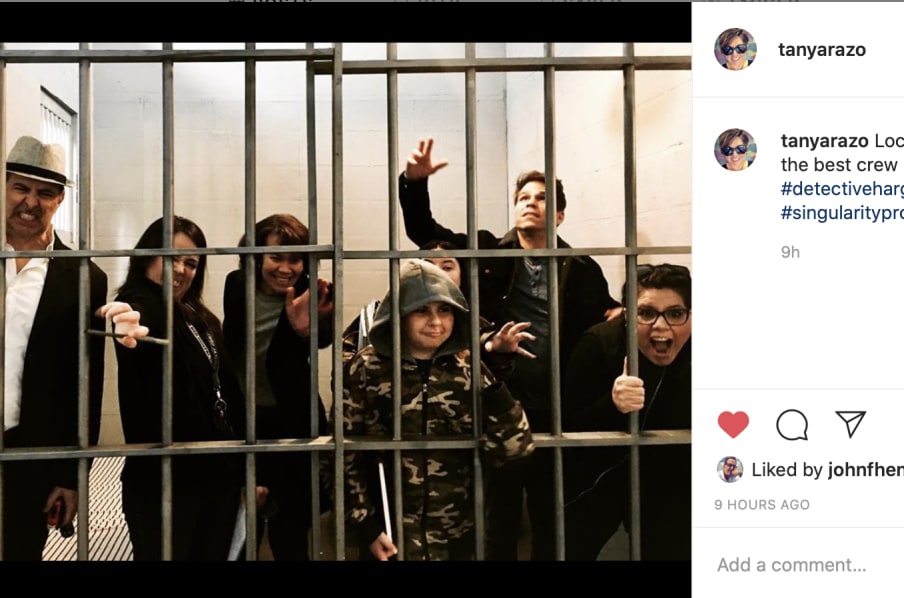 tanyarazo
tanyarazo Loc
the best crew
#detectiveharg
#singularitypro
9h
Liked by johnfhen
9 HOURS AGO
Add a comment...